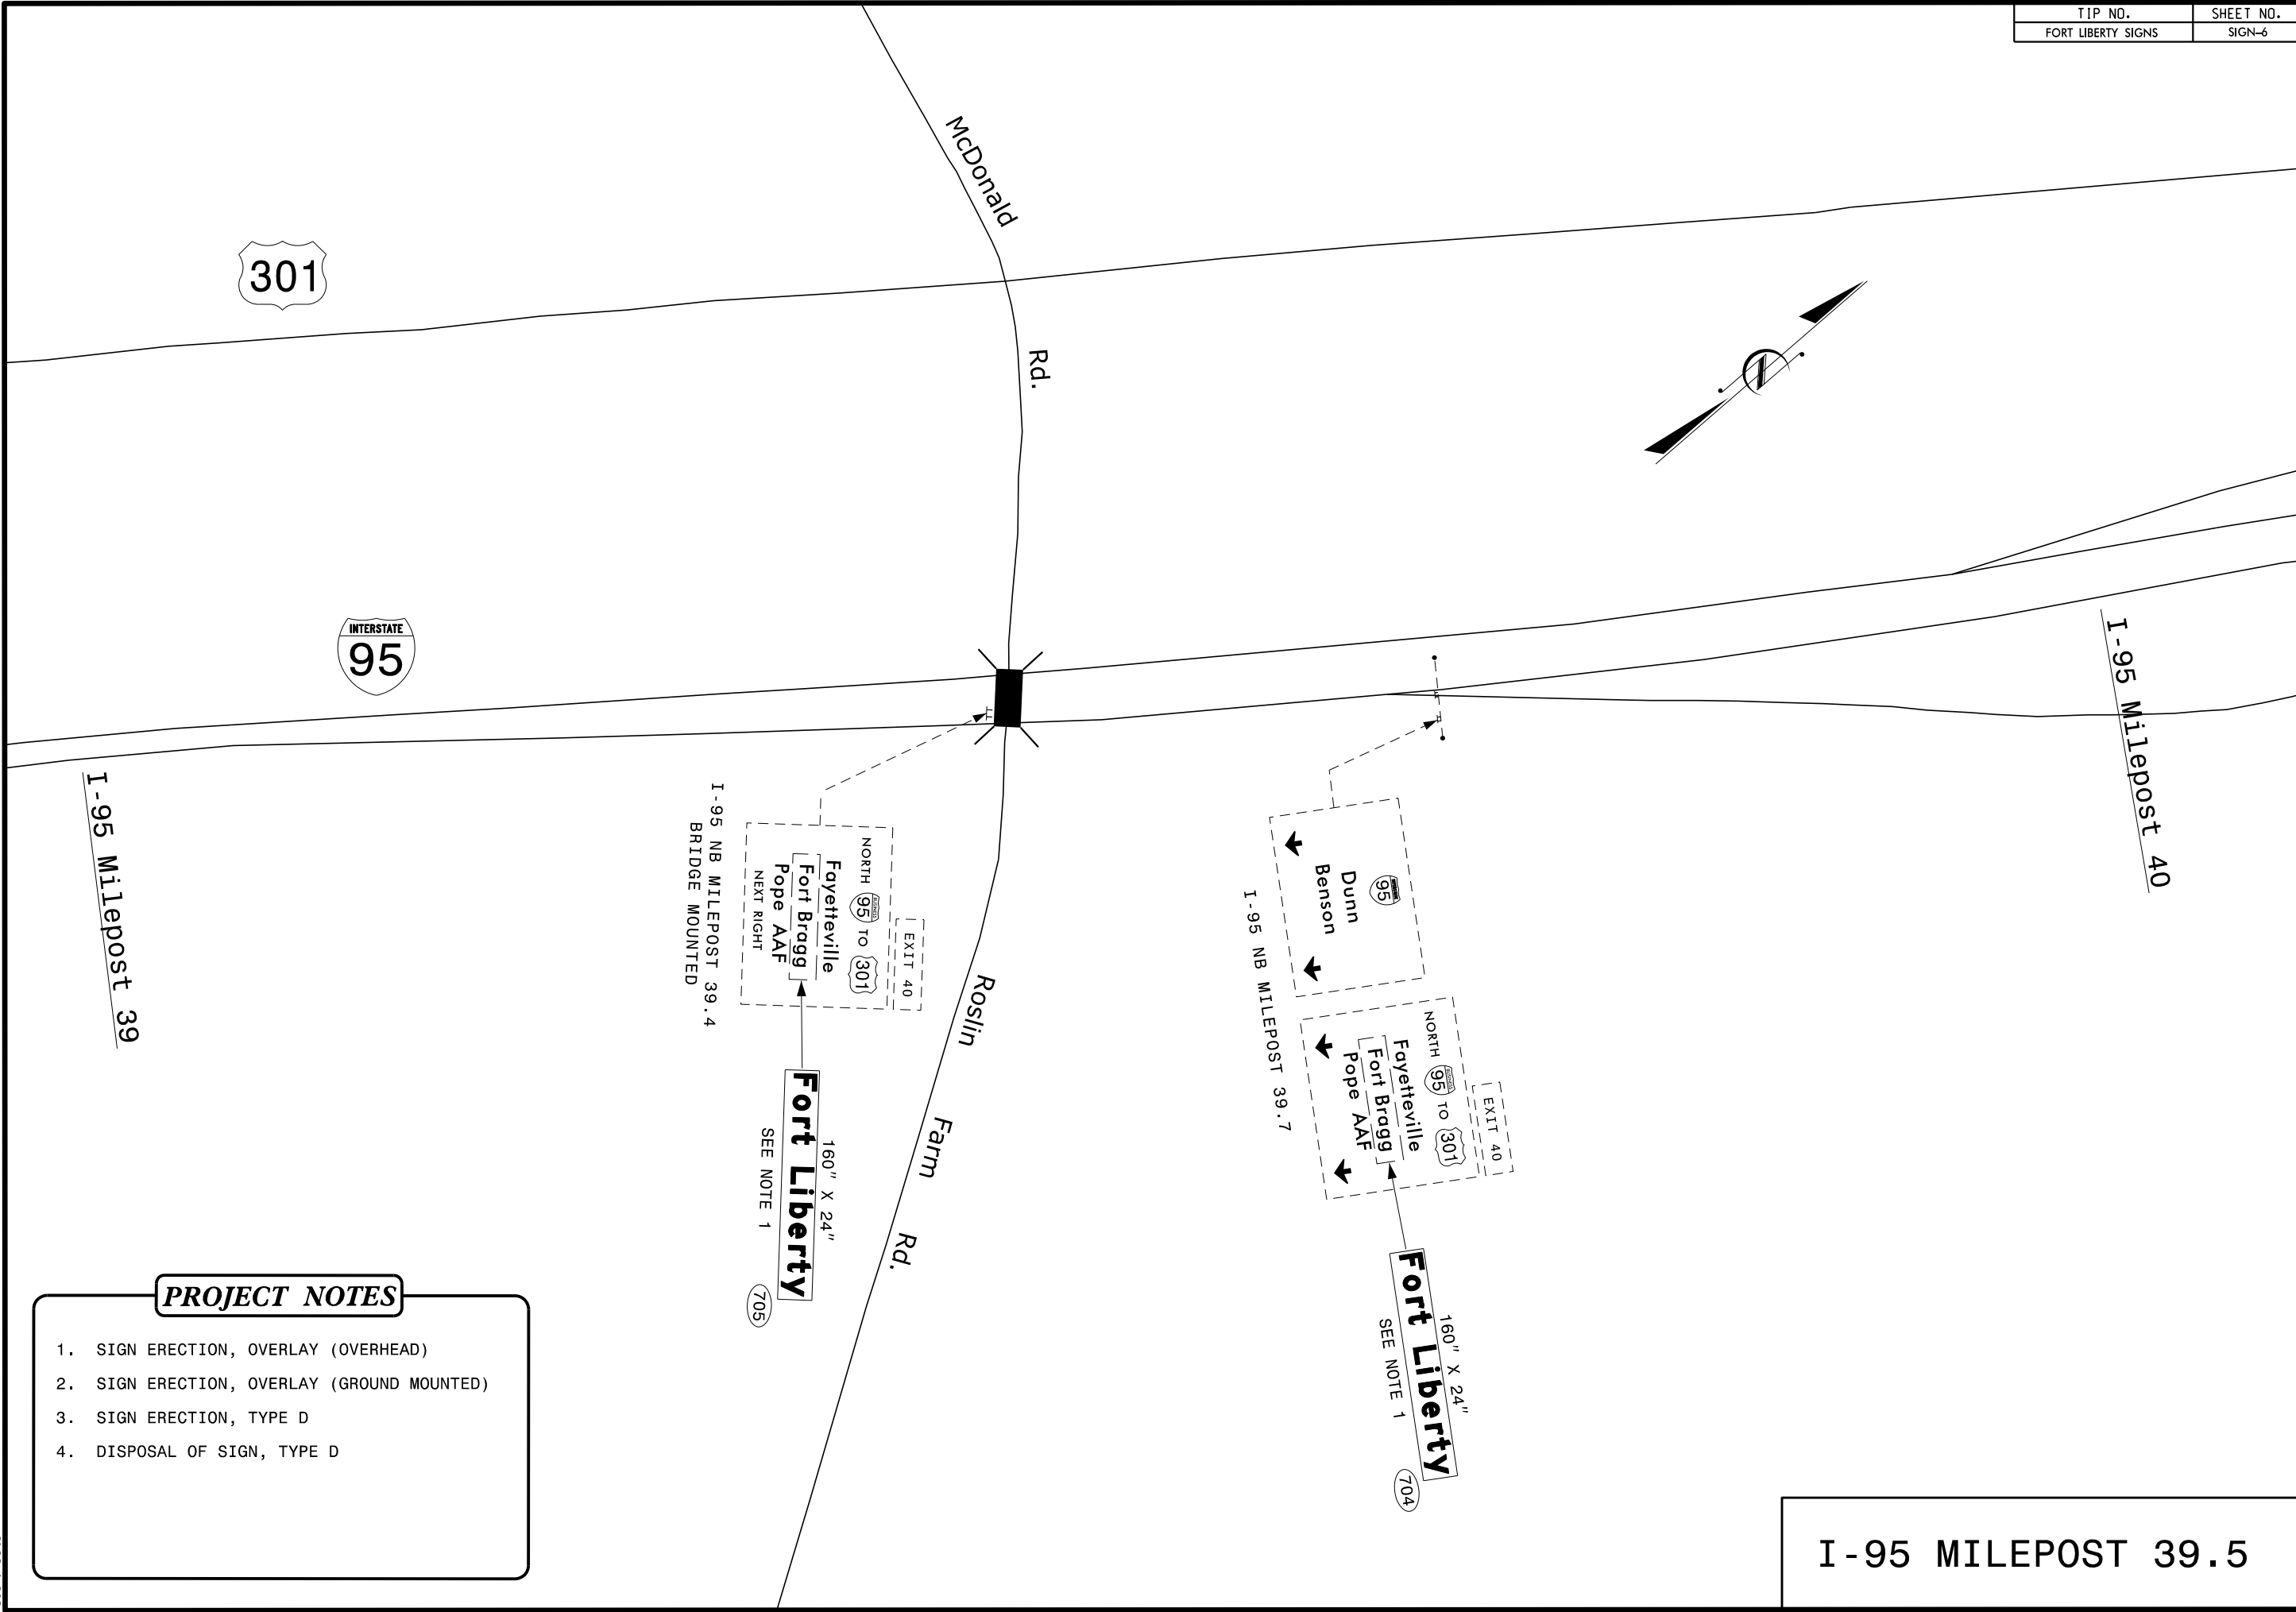 TIP NO. SHEET NO.
FORT LIBERTY SIGNS SIGN-6
McDonald
Rd.
301
INTERSTATE
95
I-95 Milepost 39
I-95 Milepost 40
I-95 NB MILEPOST 39.4
BRIDGE MOUNTED
EXIT 40
NORTH BUSINESS 95 TO 301
Fayetteville
Fort Bragg
Pope AAF
NEXT RIGHT
160" X 24"
Fort Liberty
SEE NOTE 1
705
Roslin
Farm
Rd.
95
Dunn
Benson
I-95 NB MILEPOST 39.7
EXIT 40
NORTH BUSINESS 95 TO 301
Fayetteville
Fort Bragg
Pope AAF
160" X 24"
Fort Liberty
SEE NOTE 1
704
PROJECT NOTES
1. SIGN ERECTION, OVERLAY (OVERHEAD)
2. SIGN ERECTION, OVERLAY (GROUND MOUNTED)
3. SIGN ERECTION, TYPE D
4. DISPOSAL OF SIGN, TYPE D
I-95 MILEPOST 39.5